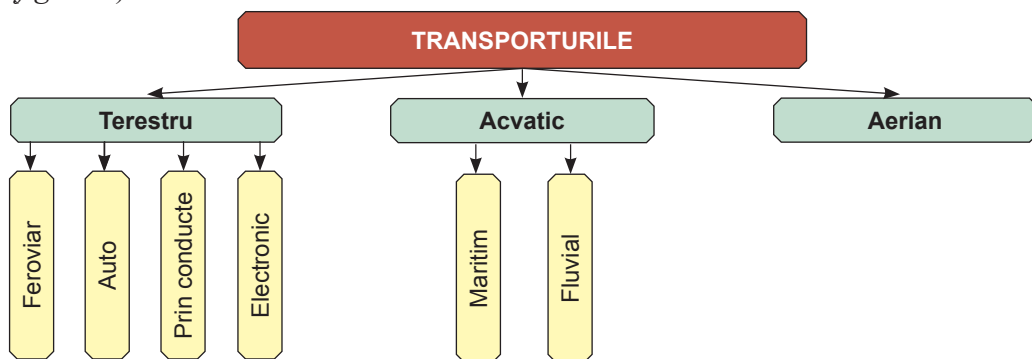 TRANSPORTURILE
Terestru
Acvatic
Aerian
Feroviar
Auto
Prin conducte
Electronic
Maritim
Fluvial